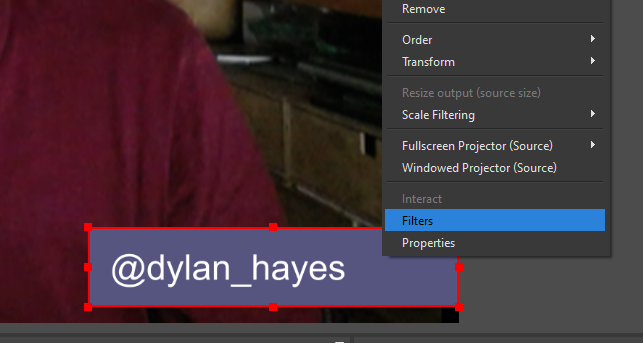 Remove
Order
Transform
Resize output (source size)
Scale Filtering
Fullscreen Projector (Source)
Windowed Projector (Source)
Interact
Filters
Properties
@dylan_hayes